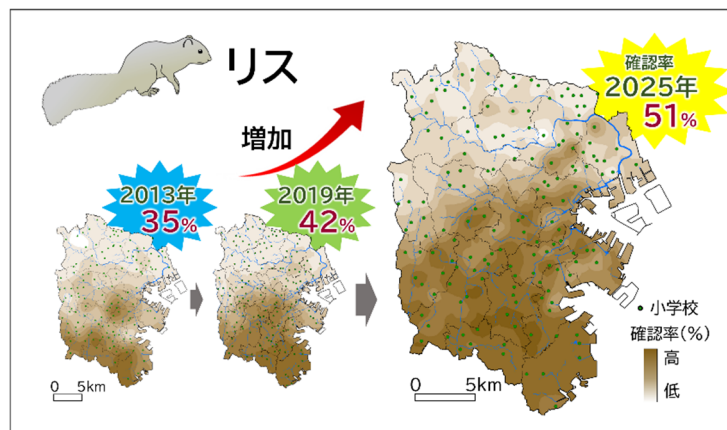 リス
増加
2013年
35%
2019年
42%
確認率
2025年
51%
0 5km
0 5km
小学校
確認率(%)
高
低